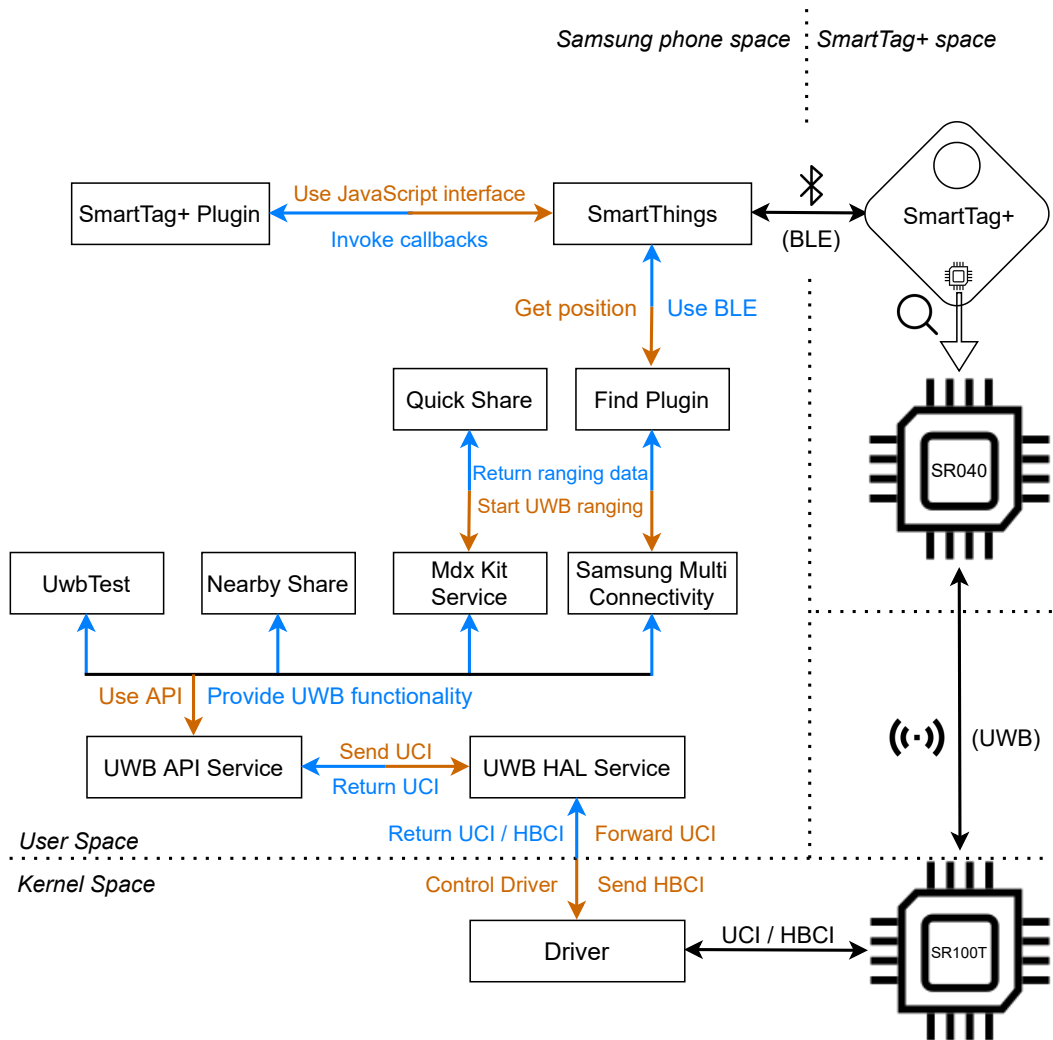 Samsung phone space
SmartTag+ space
SmartTag+ Plugin
Use JavaScript interface
Invoke callbacks
SmartThings
(BLE)
SmartTag+
Get position
Use BLE
Quick Share
Find Plugin
SR040
Return ranging data
Start UWB ranging
UwbTest
Nearby Share
Mdx Kit
Service
Samsung Multi
Connectivity
Use API
Provide UWB functionality
(UWB)
UWB API Service
Send UCI
Return UCI
UWB HAL Service
User Space
Return UCI / HBCI
Forward UCI
Kernel Space
Control Driver
Send HBCI
Driver
UCI / HBCI
SR100T